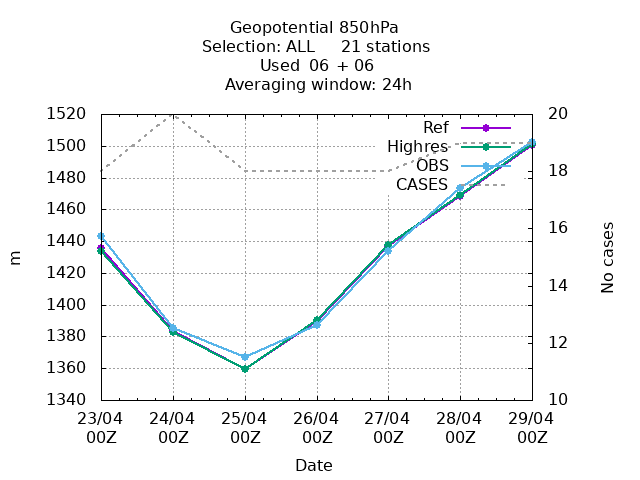 Geopotential 850hPa
Selection: ALL 21 stations
Used 06 + 06
Averaging window: 24h
1520
1500
1480
1460
1440
1420
1400
1380
1360
1340
20
18
16
14
12
10
m
No cases
Ref
Highres
OBS
CASES
23/04 24/04 25/04 26/04 27/04 28/04 29/04
00Z 00Z 00Z 00Z 00Z 00Z 00Z
Date